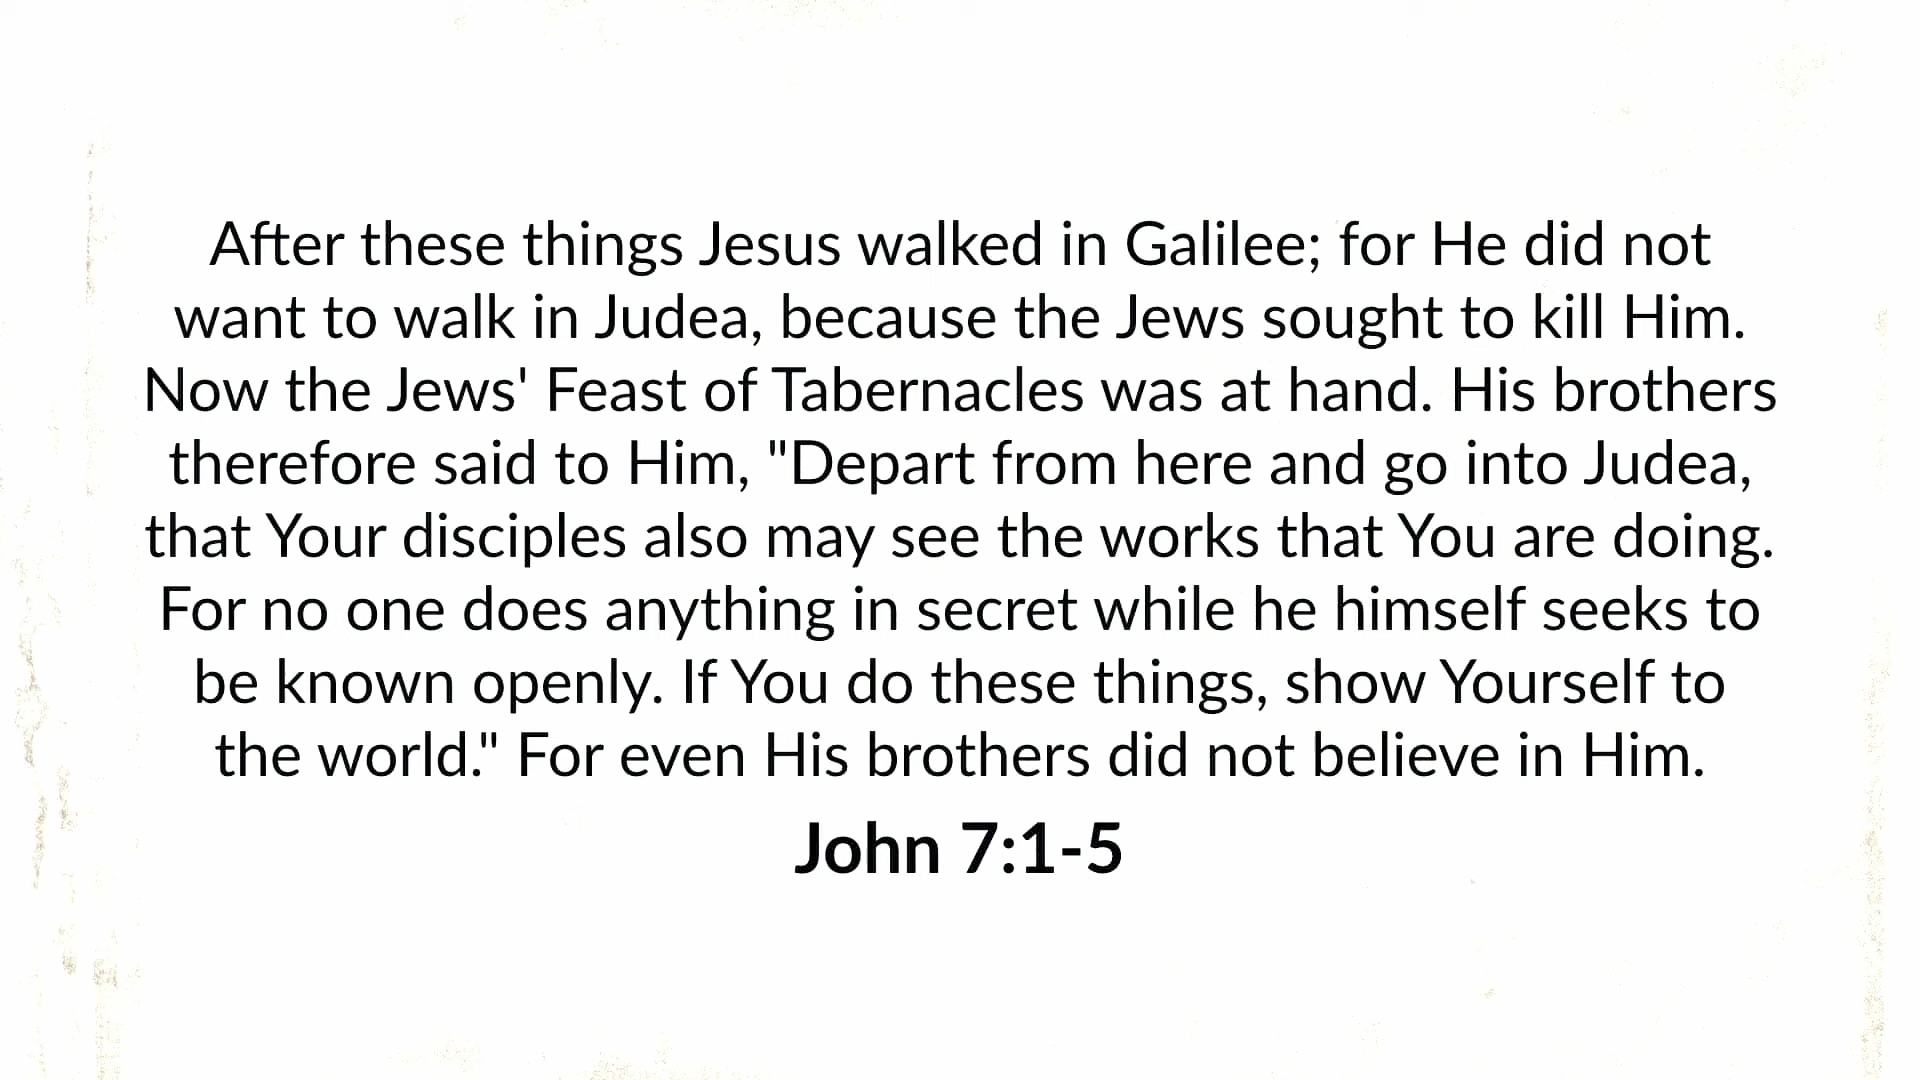 After these things Jesus walked in Galilee; for He did not
want to walk in Judea, because the Jews sought to kill Him.
Now the Jews' Feast of Tabernacles was at hand. His brothers
therefore said to Him, "Depart from here and go into Judea,
that Your disciples also may see the works that You are doing.
For no one does anything in secret while he himself seeks to
be known openly. If You do these things, show Yourself to
the world." For even His brothers did not believe in Him.
John 7:1-5